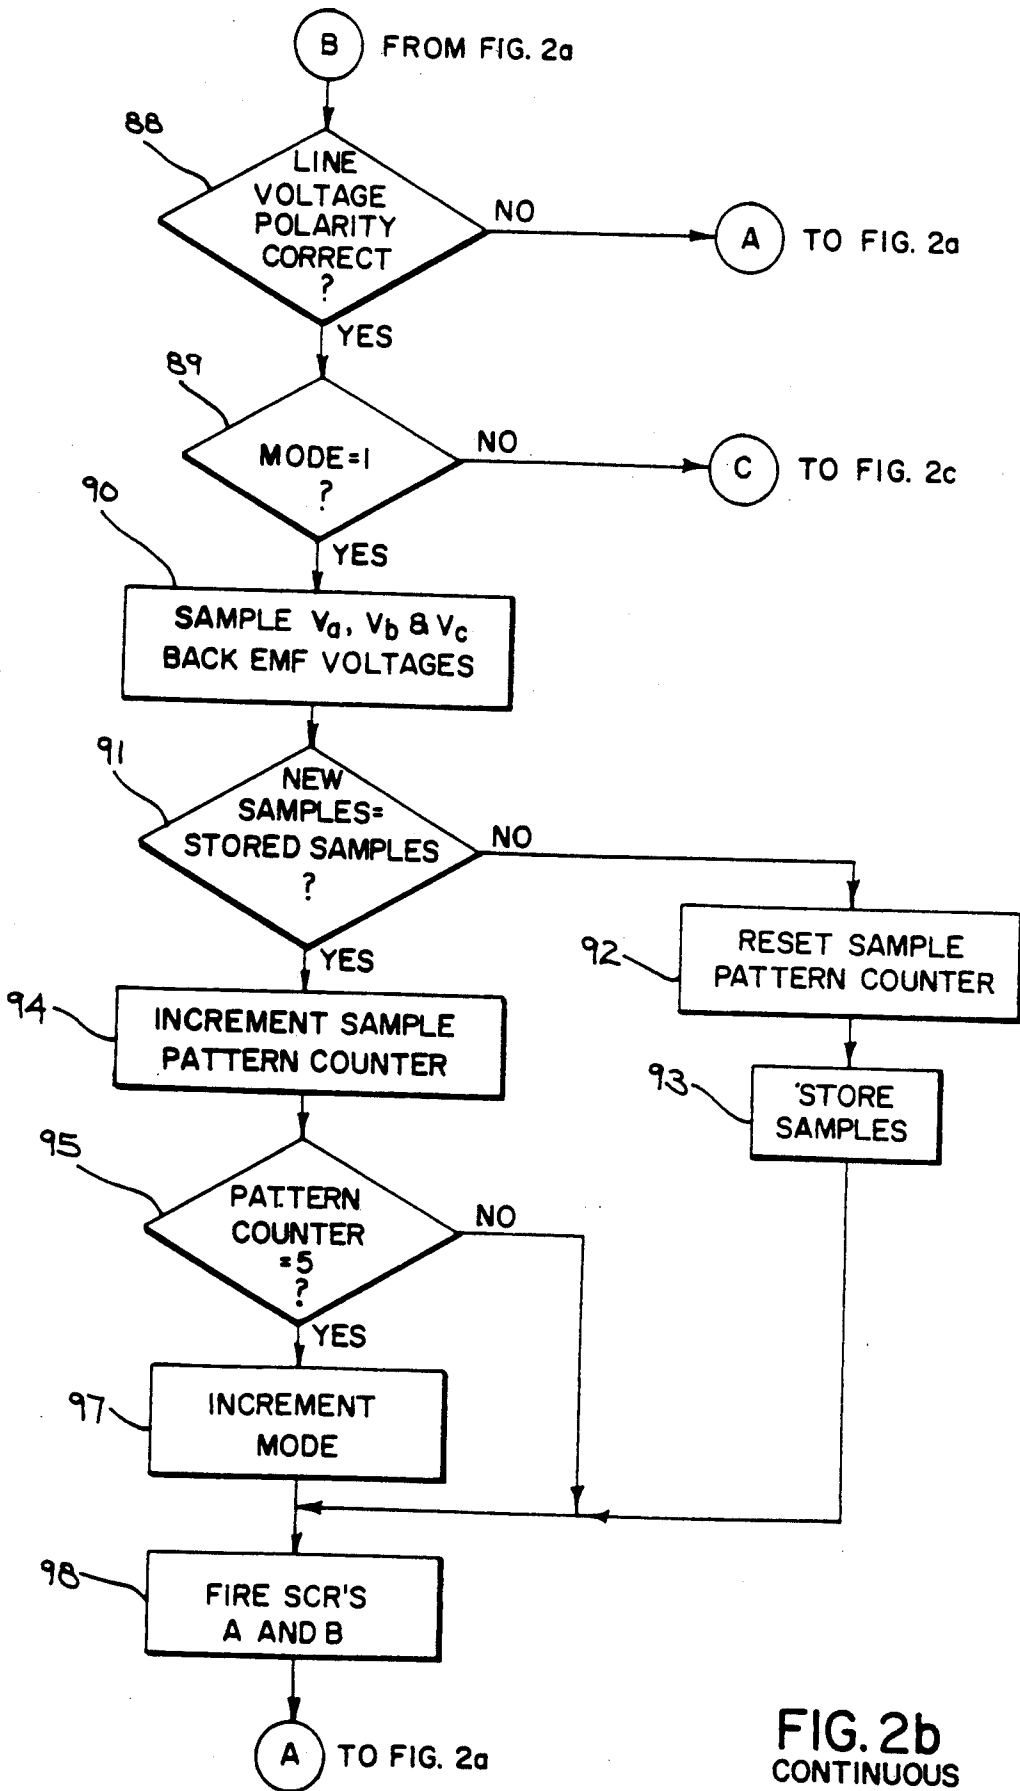 B FROM FIG. 2a
88
LINE
VOLTAGE
POLARITY
CORRECT
?
NO
A TO FIG. 2a
YES
89
MODE=1
?
NO
C TO FIG. 2c
YES
90
SAMPLE Va, Vb & Vc
BACK EMF VOLTAGES
91
NEW
SAMPLES=
STORED SAMPLES
?
NO
YES
92
RESET SAMPLE
PATTERN COUNTER
94
INCREMENT SAMPLE
PATTERN COUNTER
93
STORE
SAMPLES
95
PATTERN
COUNTER
=5
?
NO
YES
97
INCREMENT
MODE
98
FIRE SCR'S
A AND B
A TO FIG. 2a
FIG. 2b
CONTINUOUS